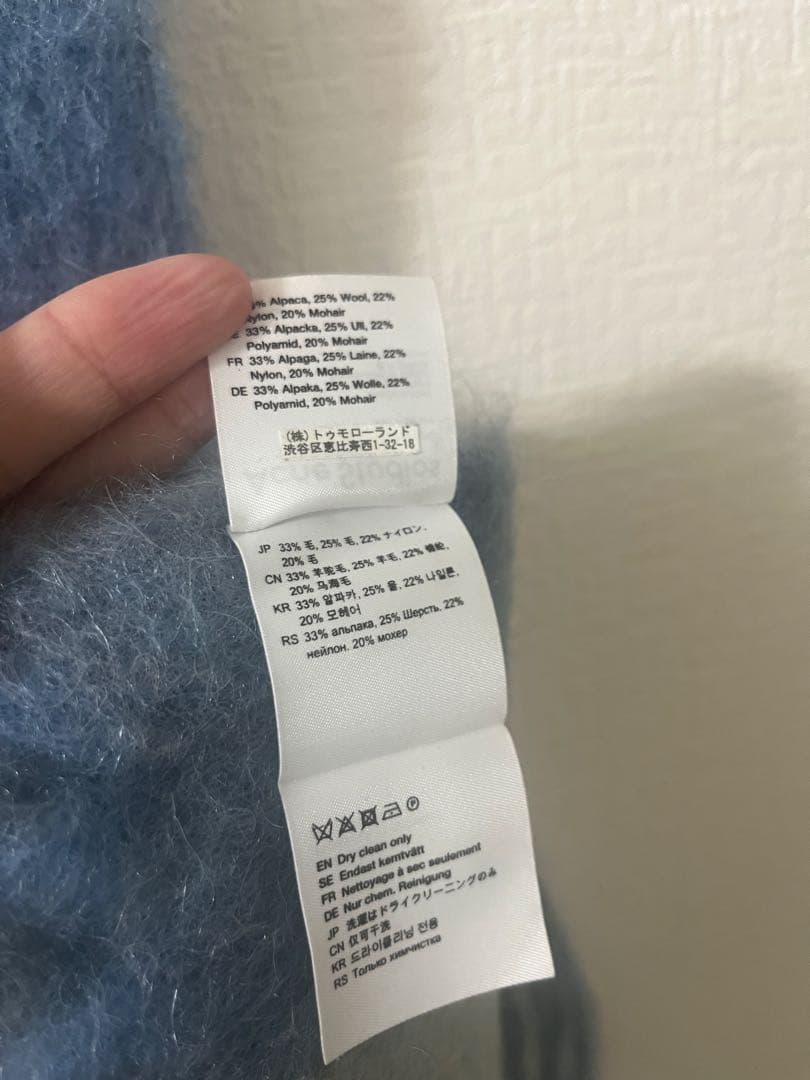 % Alpaca, 25% Wool, 22%
Nylon, 20% Mohair
33% Alpacka, 25% Ull, 22%
Polyamid, 20% Mohair
FR 33% Alpaga, 25% Laine, 22%
Nylon, 20% Mohair
DE 33% Alpaka, 25% Wolle, 22%
Polyamid, 20% Mohair
(株)トゥモローランド
渋谷区恵比寿西1-32-18
Acne Studios
JP 33% 毛, 25% 毛, 22% ナイロン,
20% 毛
CN 33% 羊驼毛, 25% 羊毛, 22% 锦纶,
20% 马海毛
KR 33% 알파카, 25% 울, 22% 나일론,
20% 모헤어
RS 33% альпака, 25% Шерсть, 22%
нейлон, 20% мохер
P
EN Dry clean only
SE Endast kemtvätt
FR Nettoyage à sec seulement
DE Nur chem. Reinigung
JP 洗濯はドライクリーニングのみ
CN 仅可干洗
KR 드라이클리닝 전용
RS Только химчистка